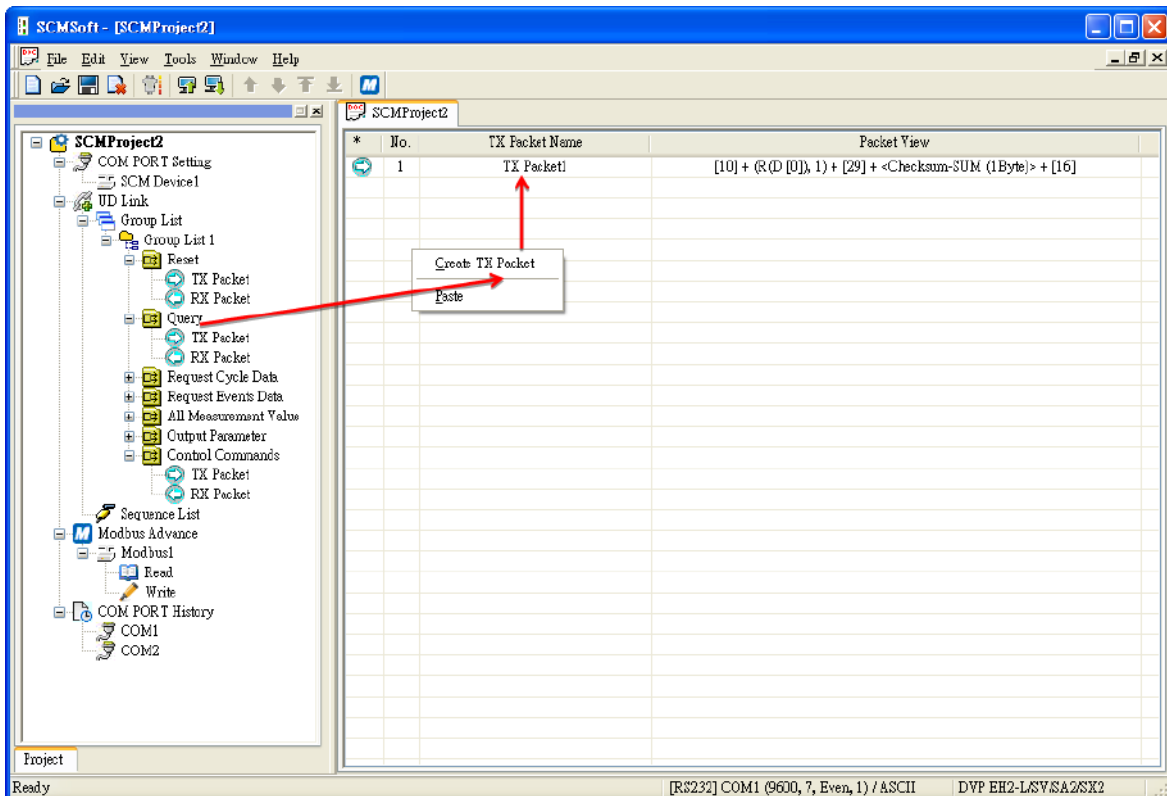 SCMSoft - [SCMProject2]
File Edit View Tools Window Help
SCMProject2
COM PORT Setting
SCM Device1
UD Link
Group List
Group List 1
Reset
TX Packet
RX Packet
Query
TX Packet
RX Packet
Request Cycle Data
Request Events Data
All Measurement Value
Output Parameter
Control Commands
TX Packet
RX Packet
Sequence List
Modbus Advance
Modbus1
Read
Write
COM PORT History
COM1
COM2
Project
SCMProject2
* No. TX Packet Name Packet View
1 TX Packet1 [10] + (R(D [0]), 1) + [29] + <Checksum-SUM (1Byte)> + [16]
Create TX Packet
Paste
Ready [RS232] COM1 (9600, 7, Even, 1) / ASCII DVP EH2-L/SV/SA2/SX2